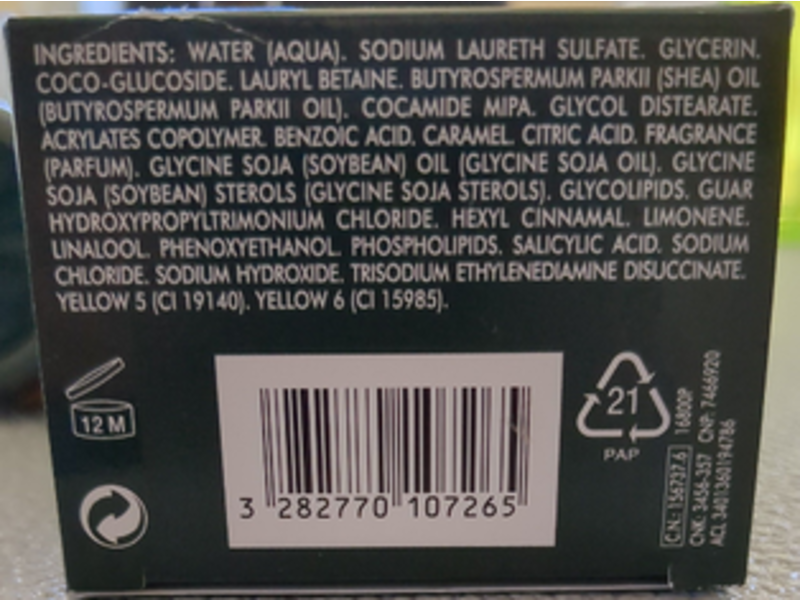 INGREDIENTS: WATER (AQUA). SODIUM LAURETH SULFATE. GLYCERIN.
COCO-GLUCOSIDE. LAURYL BETAINE. BUTYROSPERMUM PARKII (SHEA) OIL
(BUTYROSPERMUM PARKII OIL). COCAMIDE MIPA. GLYCOL DISTEARATE.
ACRYLATES COPOLYMER. BENZOIC ACID. CARAMEL. CITRIC ACID. FRAGRANCE
(PARFUM). GLYCINE SOJA (SOYBEAN) OIL (GLYCINE SOJA OIL). GLYCINE
SOJA (SOYBEAN) STEROLS (GLYCINE SOJA STEROLS). GLYCOLIPIDS. GUAR
HYDROXYPROPYLTRIMONIUM CHLORIDE. HEXYL CINNAMAL. LIMONENE.
LINALOOL. PHENOXYETHANOL. PHOSPHOLIPIDS. SALICYLIC ACID. SODIUM
CHLORIDE. SODIUM HYDROXIDE. TRISODIUM ETHYLENEDIAMINE DISUCCINATE.
YELLOW 5 (CI 19140). YELLOW 6 (CI 15985).
12 M
3 282770 107265
21
PAP
C.N.: 156737.6 16800P
CNK: 3456-357 CNP: 7466920
ACL 3401360194786